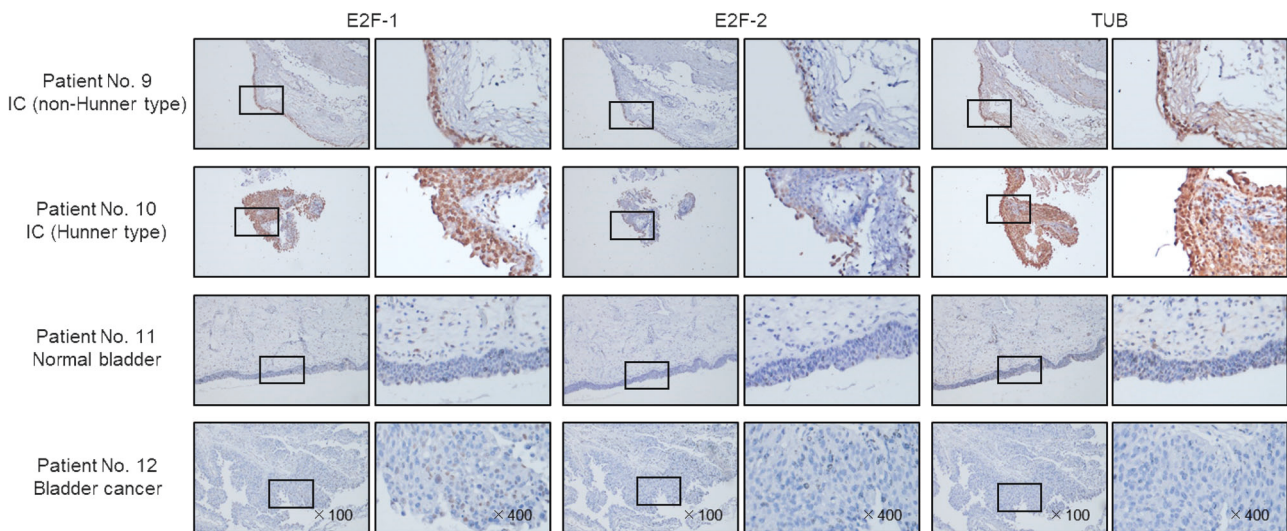 E2F-1 E2F-2 TUB
Patient No. 9
IC (non-Hunner type)
Patient No. 10
IC (Hunner type)
Patient No. 11
Normal bladder
Patient No. 12
Bladder cancer
×100 ×400 ×100 ×400 ×100 ×400